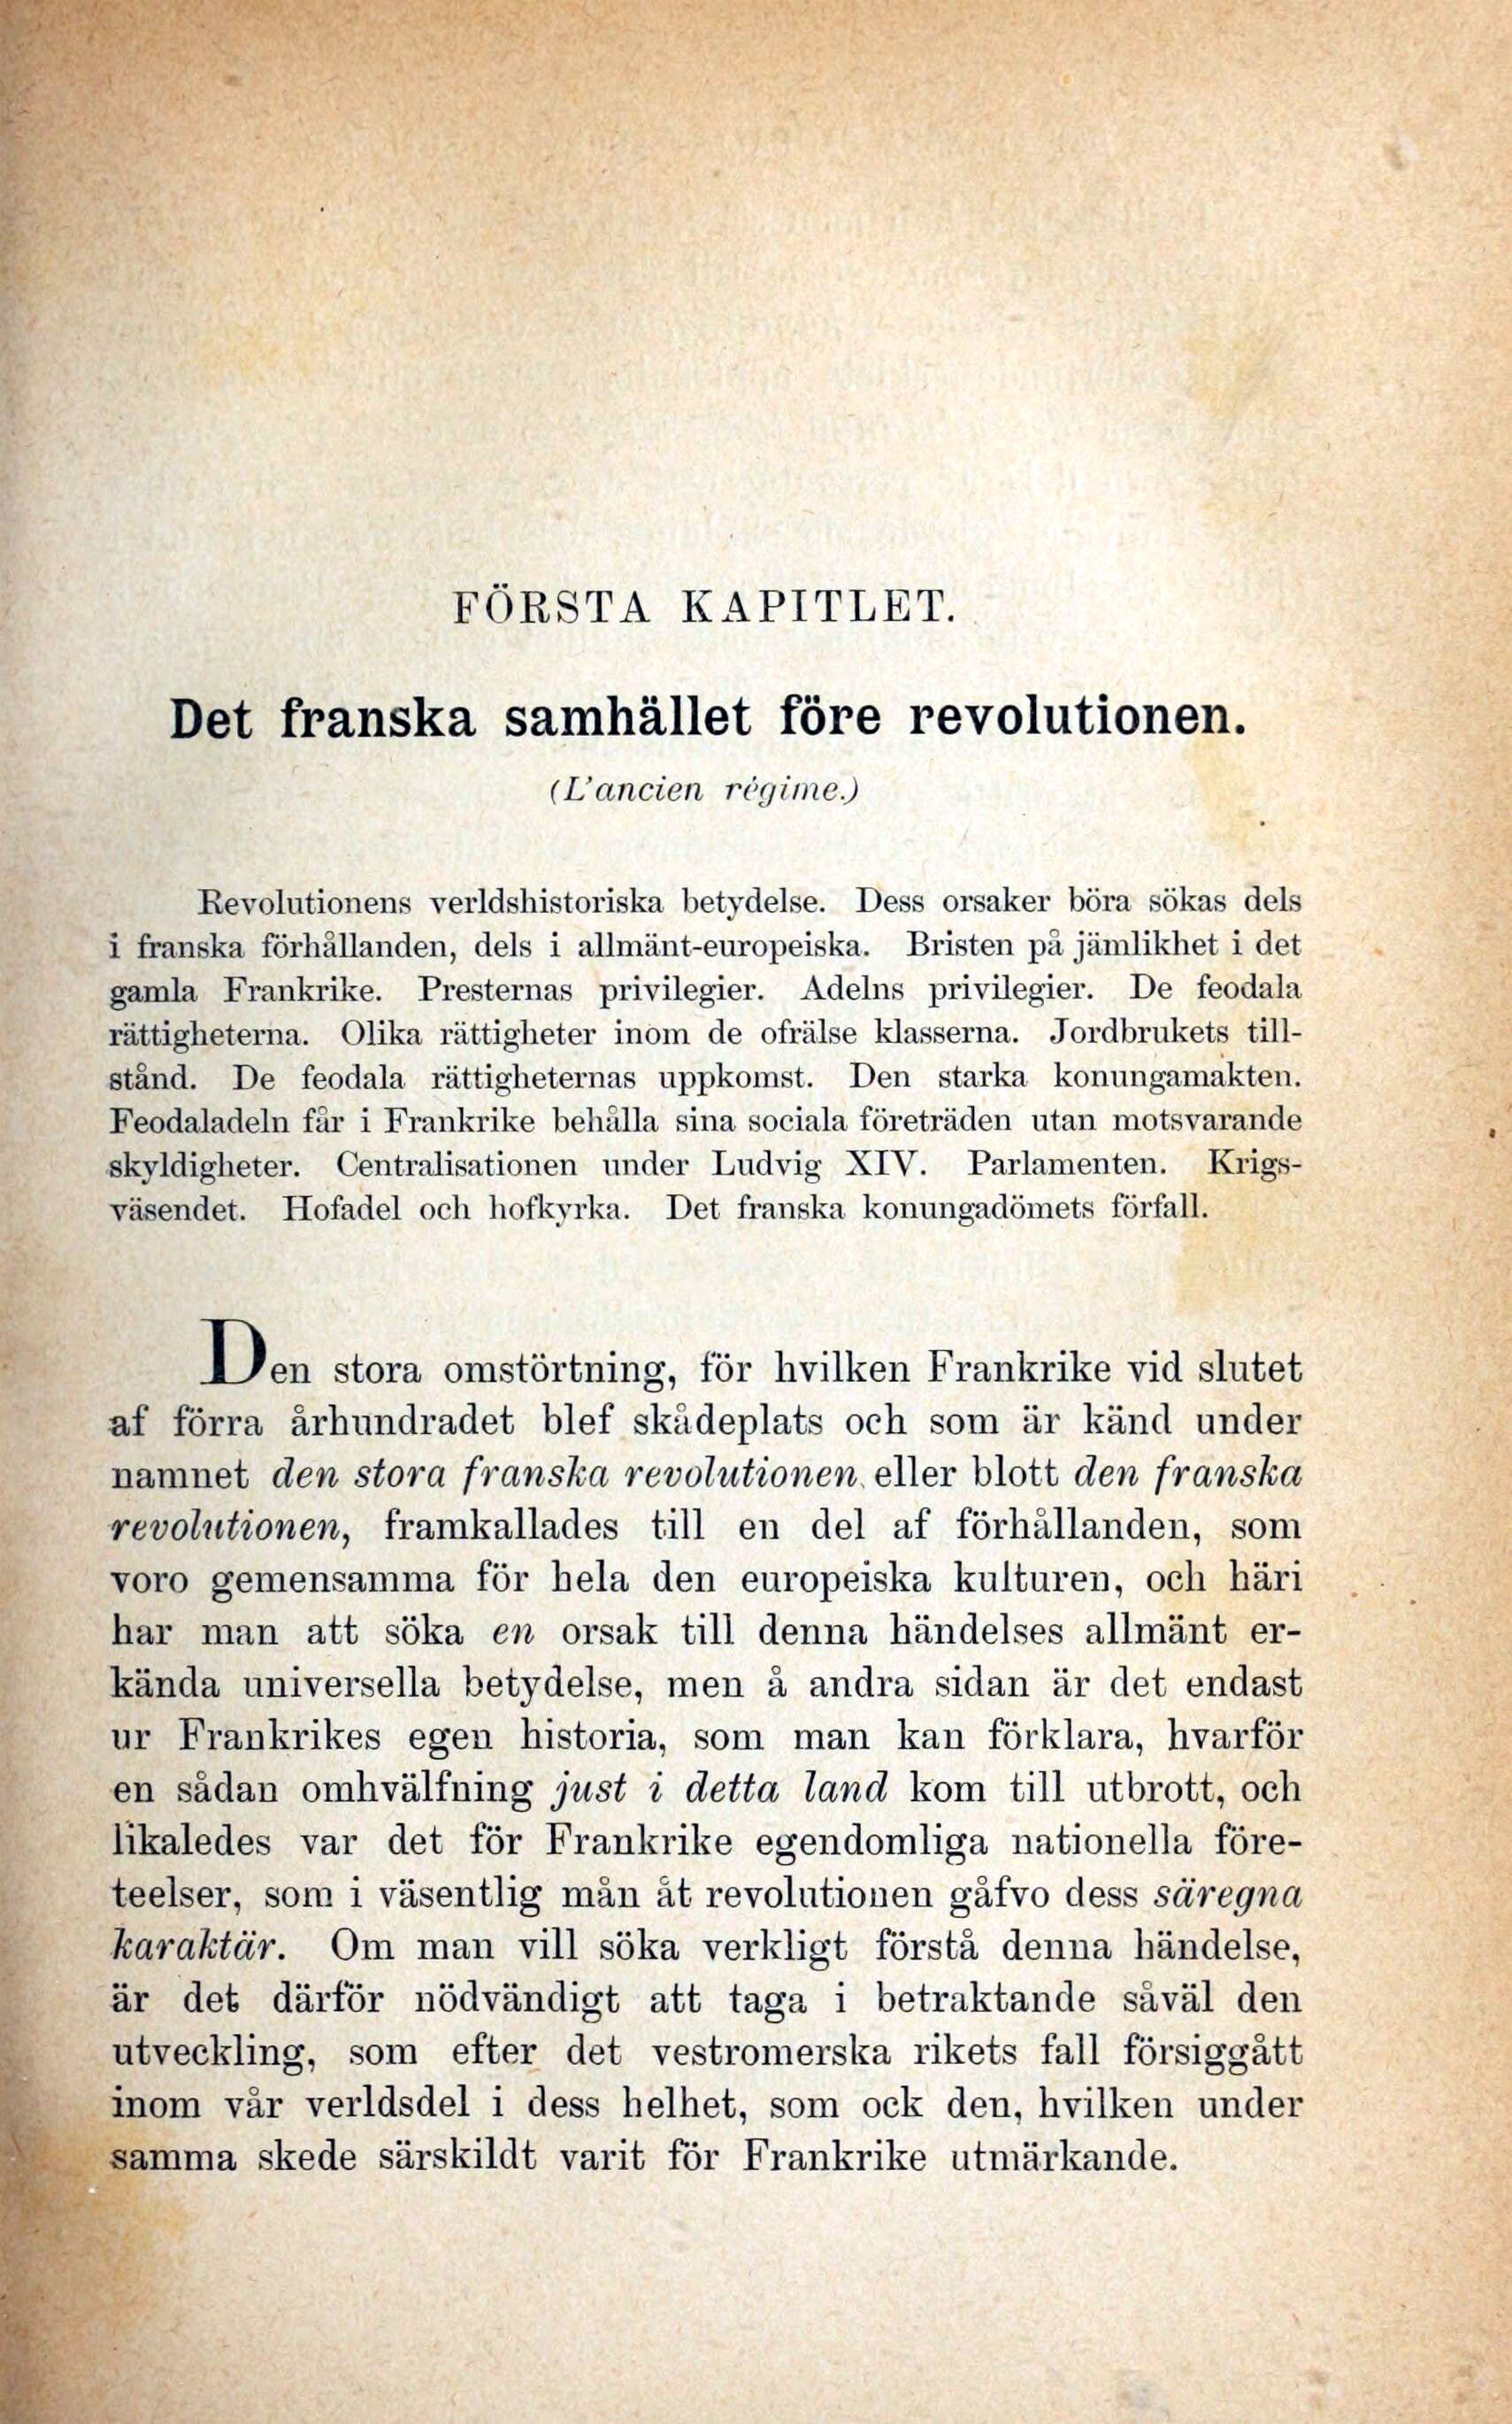 FÖRSTA KAPITLET.
Det franska samhället före revolutionen.
(L'ancien régime.)
Revolutionens verldshistoriska betydelse. Dess orsaker böra sökas dels
i franska förhållanden, dels i allmänt-europeiska. Bristen på jämlikhet i det
gamla Frankrike. Presternas privilegier. Adelns privilegier. De feodala
rättigheterna. Olika rättigheter inom de ofrälse klasserna. Jordbrukets till-
stånd. De feodala rättigheternas uppkomst. Den starka konungamakten.
Feodaladeln får i Frankrike behålla sina sociala företräden utan motsvarande
skyldigheter. Centralisationen under Ludvig XIV. Parlamenten. Krigs-
väsendet. Hofadel och hofkyrka. Det franska konungadömets förfall.
Den stora omstörtning, för hvilken Frankrike vid slutet
af förra århundradet blef skådeplats och som är känd under
namnet den stora franska revolutionen, eller blott den franska
revolutionen, framkallades till en del af förhållanden, som
voro gemensamma för hela den europeiska kulturen, och häri
har man att söka en orsak till denna händelses allmänt er-
kända universella betydelse, men å andra sidan är det endast
ur Frankrikes egen historia, som man kan förklara, hvarför
en sådan omhvälfning just i detta land kom till utbrott, och
likaledes var det för Frankrike egendomliga nationella före-
teelser, som i väsentlig mån åt revolutionen gåfvo dess säregna
karaktär. Om man vill söka verkligt förstå denna händelse,
är det därför nödvändigt att taga i betraktande såväl den
utveckling, som efter det vestromerska rikets fall försiggått
inom vår verldsdel i dess helhet, som ock den, hvilken under
samma skede särskildt varit för Frankrike utmärkande.